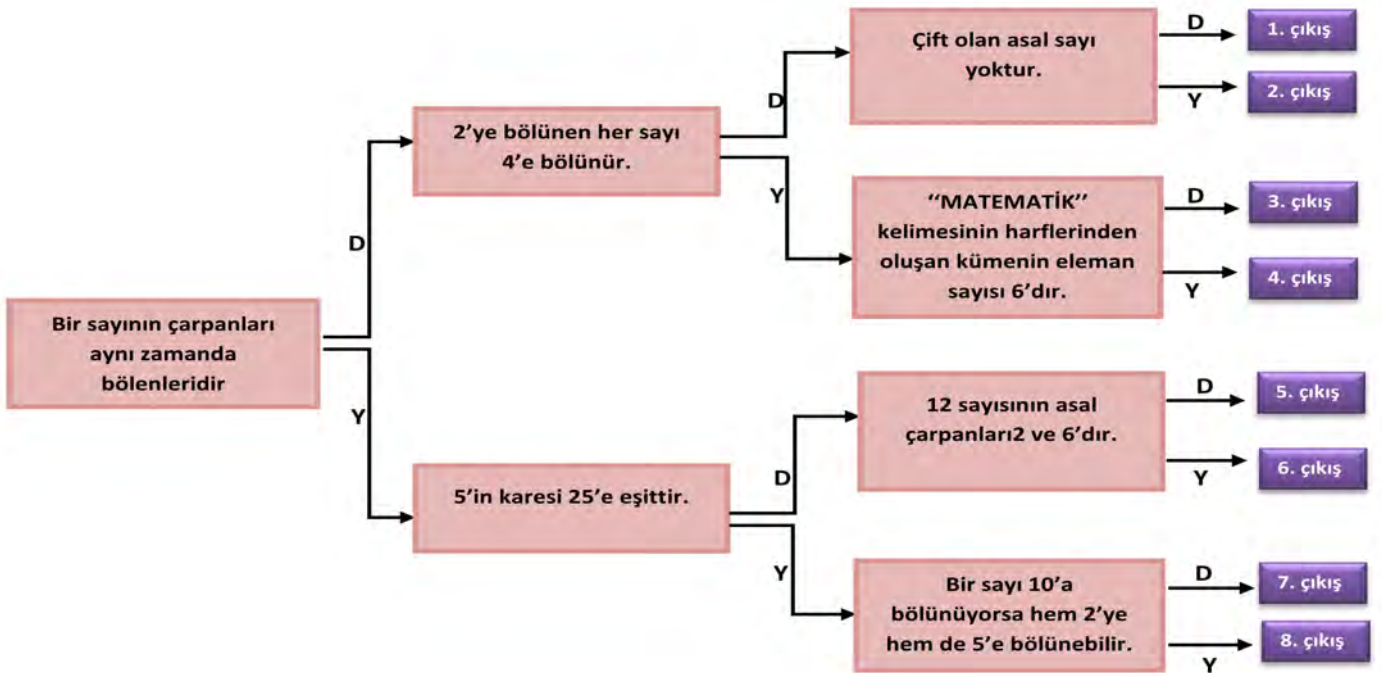 Bir sayının çarpanları
aynı zamanda
bölenleridir
D
Y
2’ye bölünen her sayı
4’e bölünür.
D
Y
5’in karesi 25’e eşittir.
D
Y
Çift olan asal sayı
yoktur.
D
1. çıkış
Y
2. çıkış
‘‘MATEMATİK’’
kelimesinin harflerinden
oluşan kümenin eleman
sayısı 6’dır.
D
3. çıkış
Y
4. çıkış
12 sayısının asal
çarpanları2 ve 6’dır.
D
5. çıkış
Y
6. çıkış
Bir sayı 10’a
bölünüyorsa hem 2’ye
hem de 5’e bölünebilir.
D
7. çıkış
Y
8. çıkış